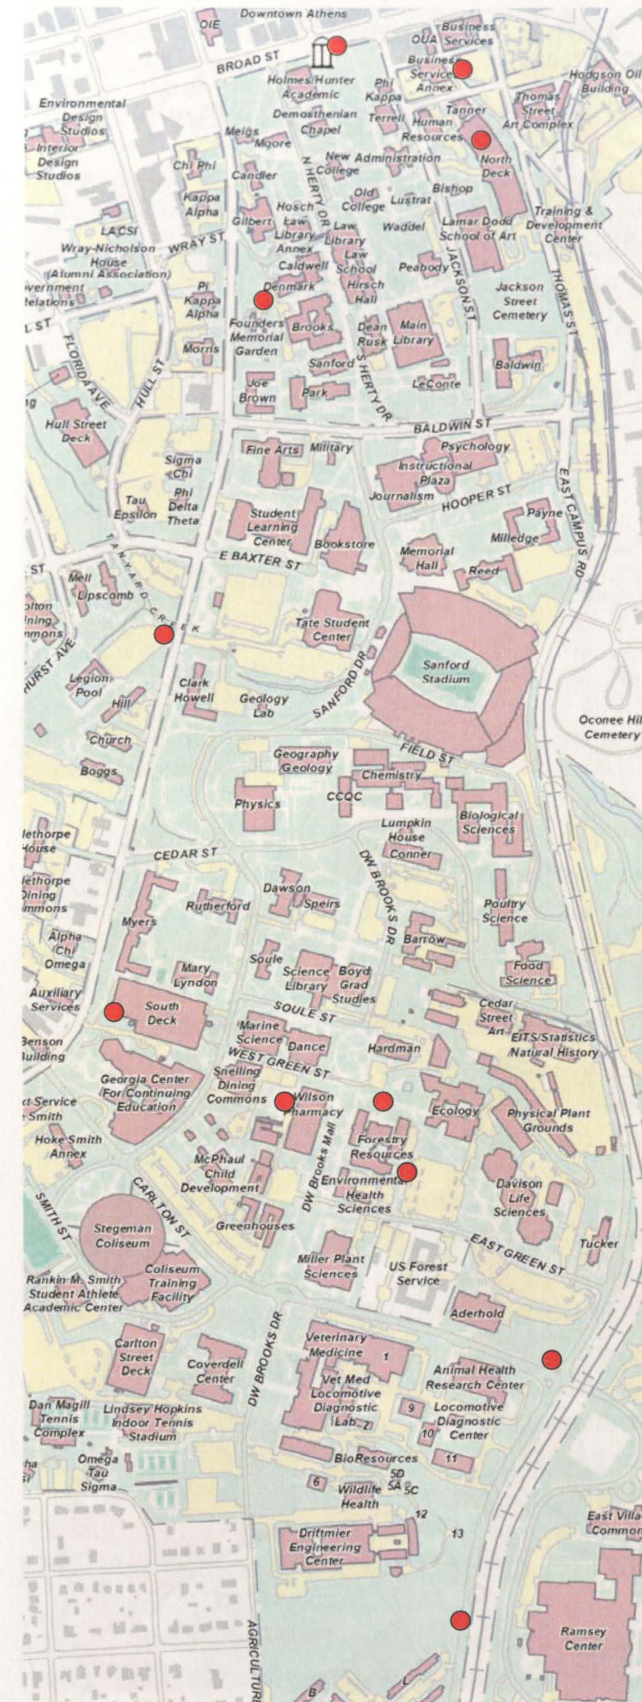 Downtown Athens
OIE
BROAD ST
Business
Services
OUA
Business
Service
Annex
Hodgson Oil
Building
Holmes/Hunter
Academic
Phi
Kappa
Thomas
Street
Art Complex
Environmental
Design
Studios
Demosthenian
Chapel
Terrell
Tanner
Human
Resources
Meigs
Moore
Interior
Design
Studios
North
Deck
Chi Phi
New
College
Administration
N HERTY DR
Candler
Kappa
Alpha
Old
College
Bishop
Lustrat
Hosch
Law
Library
Annex
Gilbert
Law
Library
Waddel
Lamar Dodd
School of Art
Training &
Development
Center
LACSI
Wray-Nicholson
House
(Alumni Association)
WRAY ST
Caldwell
Law
School
Peabody
JACKSON ST
THOMAS ST
Pi
Kappa
Alpha
Denmark
Hirsch
Hall
Jackson
Street
Cemetery
Founders
Memorial
Garden
Brooks
Dean
Rusk
Main
Library
FLORIDA AVE
HULL ST
Morris
Sanford
Baldwin
Joe
Brown
Park
S HERTY DR
LeConte
Hull Street
Deck
BALDWIN ST
Fine Arts
Military
Psychology
Instructional
Plaza
Sigma
Chi
Journalism
HOOPER ST
EAST CAMPUS RD
Tau
Epsilon
Phi
Delta
Theta
Student
Learning
Center
Payne
Bookstore
Milledge
TANYARD CREEK
E BAXTER ST
Memorial
Hall
Reed
ST
Mell
Lipscomb
Tate Student
Center
Sanford
Stadium
Legion
Pool
Hill
Clark
Howell
Geology
Lab
SANFORD DR
Oconee Hill
Cemetery
Church
Boggs
Geography
Geology
FIELD ST
Chemistry
Physics
CCQC
Biological
Sciences
Lumpkin
House
Conner
CEDAR ST
DW BROOKS DR
Dawson
Speirs
Rutherford
Myers
Poultry
Science
Alpha
Chi
Omega
Barrow
Soule
Science
Library
Boyd
Grad
Studies
Mary
Lyndon
Food
Science
Auxiliary
Services
South
Deck
SOULE ST
Cedar
Street
Art
Marine
Science
Dance
Hardman
EITS/Statistics
/Natural History
WEST GREEN ST
Georgia Center
/For Continuing
Education
Snelling
Dining
Commons
Wilson
Pharmacy
Ecology
Physical Plant
Grounds
Hoke Smith
Annex
Forestry
Resources
McPhaul
Child
Development
DW Brooks Mall
Environmental
Health
Sciences
Davison
Life
Sciences
SMITH ST
CARLTON ST
Stegeman
Coliseum
Greenhouses
EAST GREEN ST
Tucker
Rankin M. Smith
Student Athlete
Academic Center
Coliseum
Training
Facility
Miller Plant
Sciences
US Forest
Service
Aderhold
DW BROOKS DR
Carlton
Street
Deck
Coverdell
Center
Veterinary
Medicine
1
Animal Health
Research Center
Vet Med
Locomotive
Diagnostic
Lab
2
9
10
Locomotive
Diagnostic
Center
11
Dan Magill
Tennis
Complex
Lindsey Hopkins
Indoor Tennis
Stadium
Omega
Tau
Sigma
BioResources
5D
5A
5C
6
Wildlife
Health
12
13
Driftmier
Engineering
Center
Ramsey
Center
AGRICULTURE
B
L